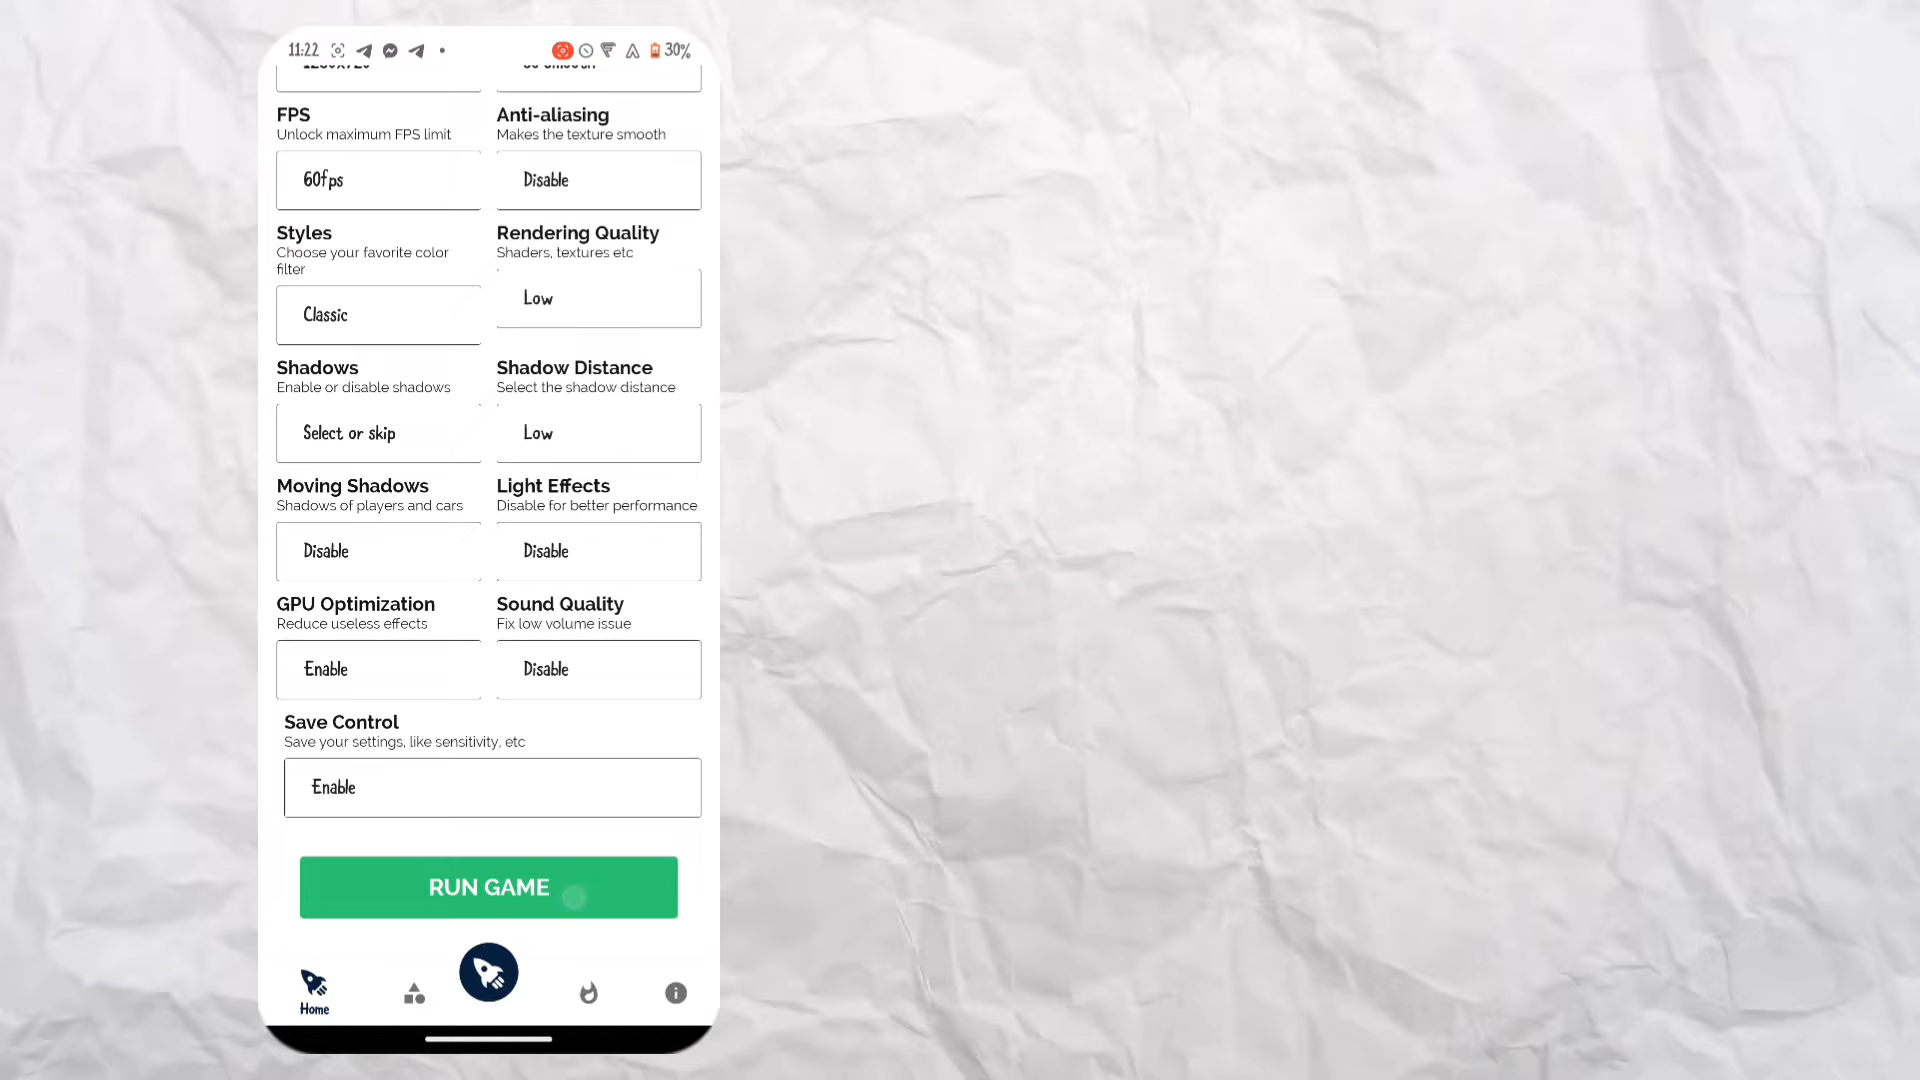 11:22 30%
1280x720
FPS Anti-aliasing
Unlock maximum FPS limit Makes the texture smooth
60fps Disable
Styles Rendering Quality
Choose your favorite color Shaders, textures etc
filter
Classic Low
Shadows Shadow Distance
Enable or disable shadows Select the shadow distance
Select or skip Low
Moving Shadows Light Effects
Shadows of players and cars Disable for better performance
Disable Disable
GPU Optimization Sound Quality
Reduce useless effects Fix low volume issue
Enable Disable
Save Control
Save your settings, like sensitivity, etc
Enable
RUN GAME
Home